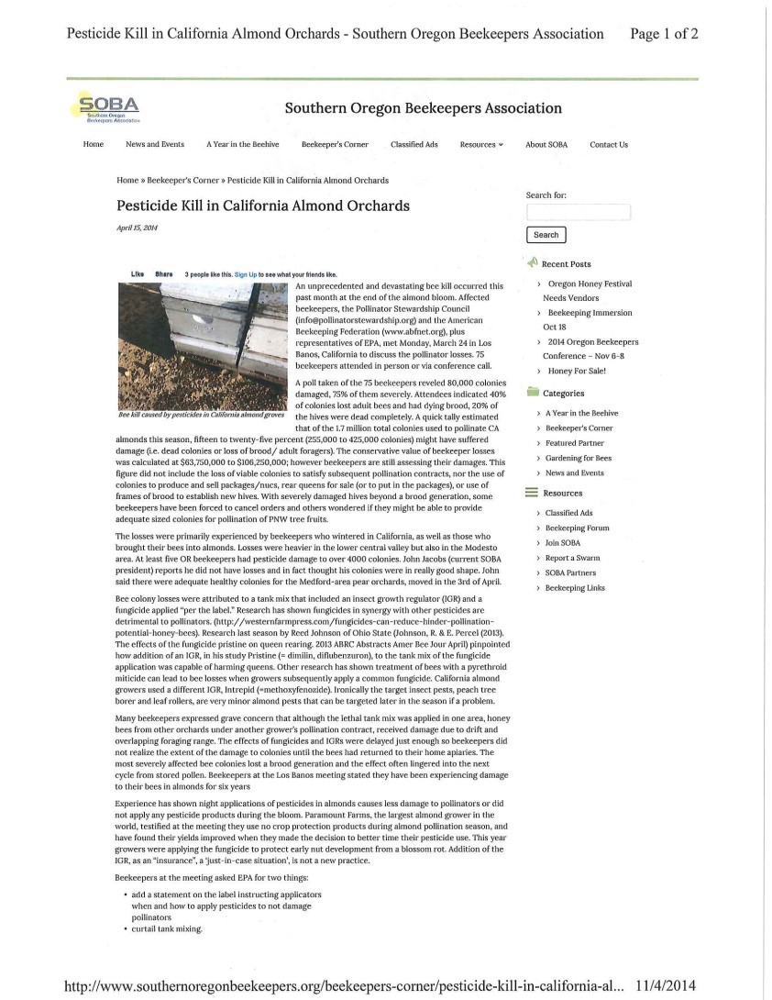 Pesticide Kill in California Almond Orchards - Southern Oregon Beekeepers Association Page 1 of 2
SOBA
Southern Oregon
Beekeepers Association
Southern Oregon Beekeepers Association
Home News and Events A Year in the Beehive Beekeeper's Corner Classified Ads Resources About SOBA Contact Us
Home » Beekeeper's Corner » Pesticide Kill in California Almond Orchards
Pesticide Kill in California Almond Orchards
April 15, 2014
Like Share 3 people like this. Sign Up to see what your friends like.
An unprecedented and devastating bee kill occurred this
past month at the end of the almond bloom. Affected
beekeepers, the Pollinator Stewardship Council
(info@pollinatorstewardship.org) and the American
Beekeeping Federation (www.abfnet.org), plus
representatives of EPA, met Monday, March 24 in Los
Banos, California to discuss the pollinator losses. 75
beekeepers attended in person or via conference call.
A poll taken of the 75 beekeepers reveled 80,000 colonies
damaged, 75% of them severely. Attendees indicated 40%
of colonies lost adult bees and had dying brood, 20% of
the hives were dead completely. A quick tally estimated
that of the 1.7 million total colonies used to pollinate CA
Bee kill caused by pesticides in California almond groves
almonds this season, fifteen to twenty-five percent (255,000 to 425,000 colonies) might have suffered
damage (i.e. dead colonies or loss of brood/ adult foragers). The conservative value of beekeeper losses
was calculated at $63,750,000 to $106,250,000; however beekeepers are still assessing their damages. This
figure did not include the loss of viable colonies to satisfy subsequent pollination contracts, nor the use of
colonies to produce and sell packages/nucs, rear queens for sale (or to put in the packages), or use of
frames of brood to establish new hives. With severely damaged hives beyond a brood generation, some
beekeepers have been forced to cancel orders and others wondered if they might be able to provide
adequate sized colonies for pollination of PNW tree fruits.
The losses were primarily experienced by beekeepers who wintered in California, as well as those who
brought their bees into almonds. Losses were heavier in the lower central valley but also in the Modesto
area. At least five OR beekeepers had pesticide damage to over 4000 colonies. John Jacobs (current SOBA
president) reports he did not have losses and in fact thought his colonies were in really good shape. John
said there were adequate healthy colonies for the Medford-area pear orchards, moved in the 3rd of April.
Bee colony losses were attributed to a tank mix that included an insect growth regulator (IGR) and a
fungicide applied "per the label." Research has shown fungicides in synergy with other pesticides are
detrimental to pollinators. (http://westernfarmpress.com/fungicides-can-reduce-hinder-pollination-
potential-honey-bees). Research last season by Reed Johnson of Ohio State (Johnson, R. & E. Percel (2013).
The effects of the fungicide pristine on queen rearing. 2013 ABRC Abstracts Amer Bee Jour April) pinpointed
how addition of an IGR, in his study Pristine (= dimilin, diflubenzuron), to the tank mix of the fungicide
application was capable of harming queens. Other research has shown treatment of bees with a pyrethroid
miticide can lead to bee losses when growers subsequently apply a common fungicide. California almond
growers used a different IGR, Intrepid (=methoxyfenozide). Ironically the target insect pests, peach tree
borer and leaf rollers, are very minor almond pests that can be targeted later in the season if a problem.
Many beekeepers expressed grave concern that although the lethal tank mix was applied in one area, honey
bees from other orchards under another grower's pollination contract, received damage due to drift and
overlapping foraging range. The effects of fungicides and IGRs were delayed just enough so beekeepers did
not realize the extent of the damage to colonies until the bees had returned to their home apiaries. The
most severely affected bee colonies lost a brood generation and the effect often lingered into the next
cycle from stored pollen. Beekeepers at the Los Banos meeting stated they have been experiencing damage
to their bees in almonds for six years
Experience has shown night applications of pesticides in almonds causes less damage to pollinators or did
not apply any pesticide products during the bloom. Paramount Farms, the largest almond grower in the
world, testified at the meeting they use no crop protection products during almond pollination season, and
have found their yields improved when they made the decision to better time their pesticide use. This year
growers were applying the fungicide to protect early nut development from a blossom rot. Addition of the
IGR, as an "insurance", a 'just-in-case situation', is not a new practice.
Beekeepers at the meeting asked EPA for two things:
• add a statement on the label instructing applicators
when and how to apply pesticides to not damage
pollinators
• curtail tank mixing.
Search for:
Search
Recent Posts
› Oregon Honey Festival
Needs Vendors
› Beekeeping Immersion
Oct 18
› 2014 Oregon Beekeepers
Conference – Nov 6-8
› Honey For Sale!
Categories
› A Year in the Beehive
› Beekeeper's Corner
› Featured Partner
› Gardening for Bees
› News and Events
Resources
› Classified Ads
› Beekeeping Forum
› Join SOBA
› Report a Swarm
› SOBA Partners
› Beekeeping Links
http://www.southernoregonbeekeepers.org/beekeepers-corner/pesticide-kill-in-california-al... 11/4/2014